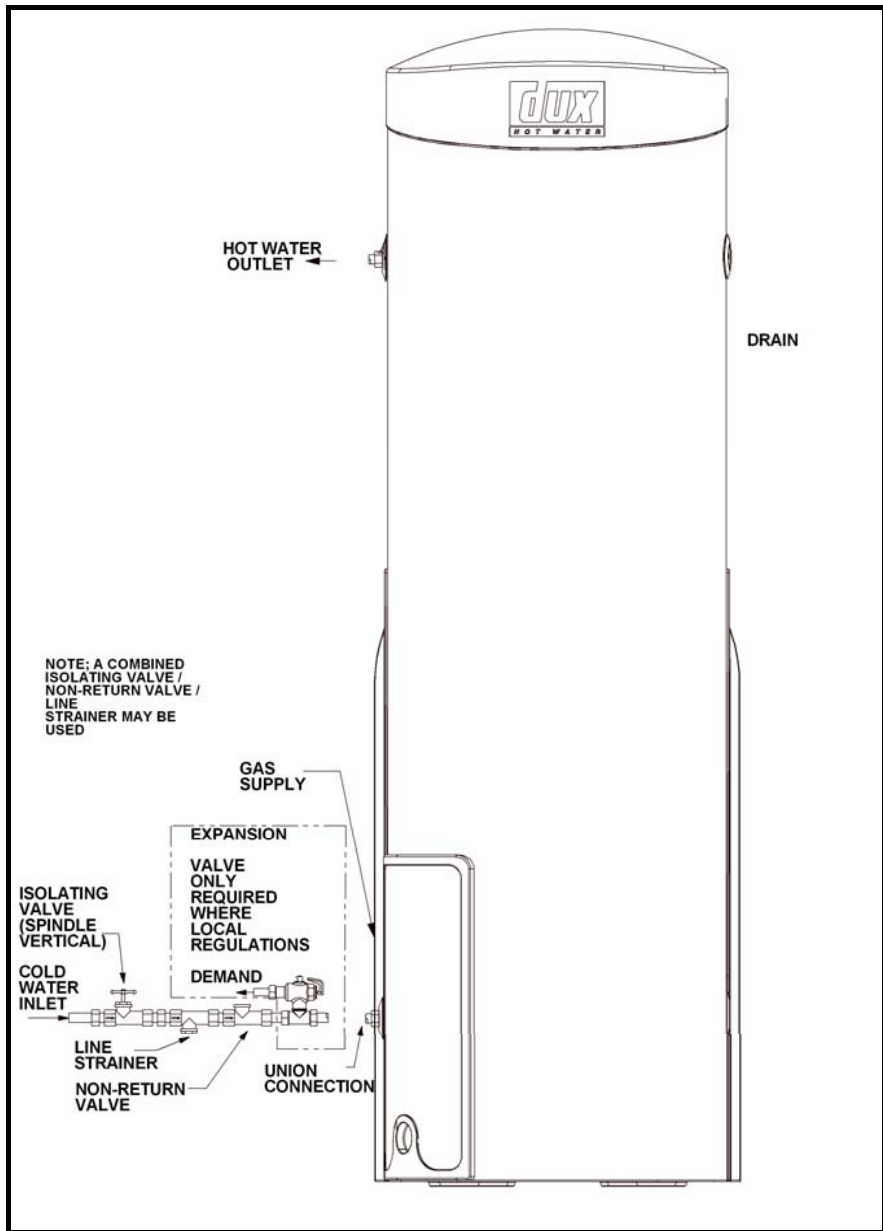 dux
HOT WATER
HOT WATER
OUTLET
DRAIN
NOTE; A COMBINED
ISOLATING VALVE /
NON-RETURN VALVE /
LINE
STRAINER MAY BE
USED
GAS
SUPPLY
EXPANSION
VALVE
ONLY
REQUIRED
WHERE
LOCAL
REGULATIONS
DEMAND
ISOLATING
VALVE
(SPINDLE
VERTICAL)
COLD
WATER
INLET
LINE
STRAINER
NON-RETURN
VALVE
UNION
CONNECTION